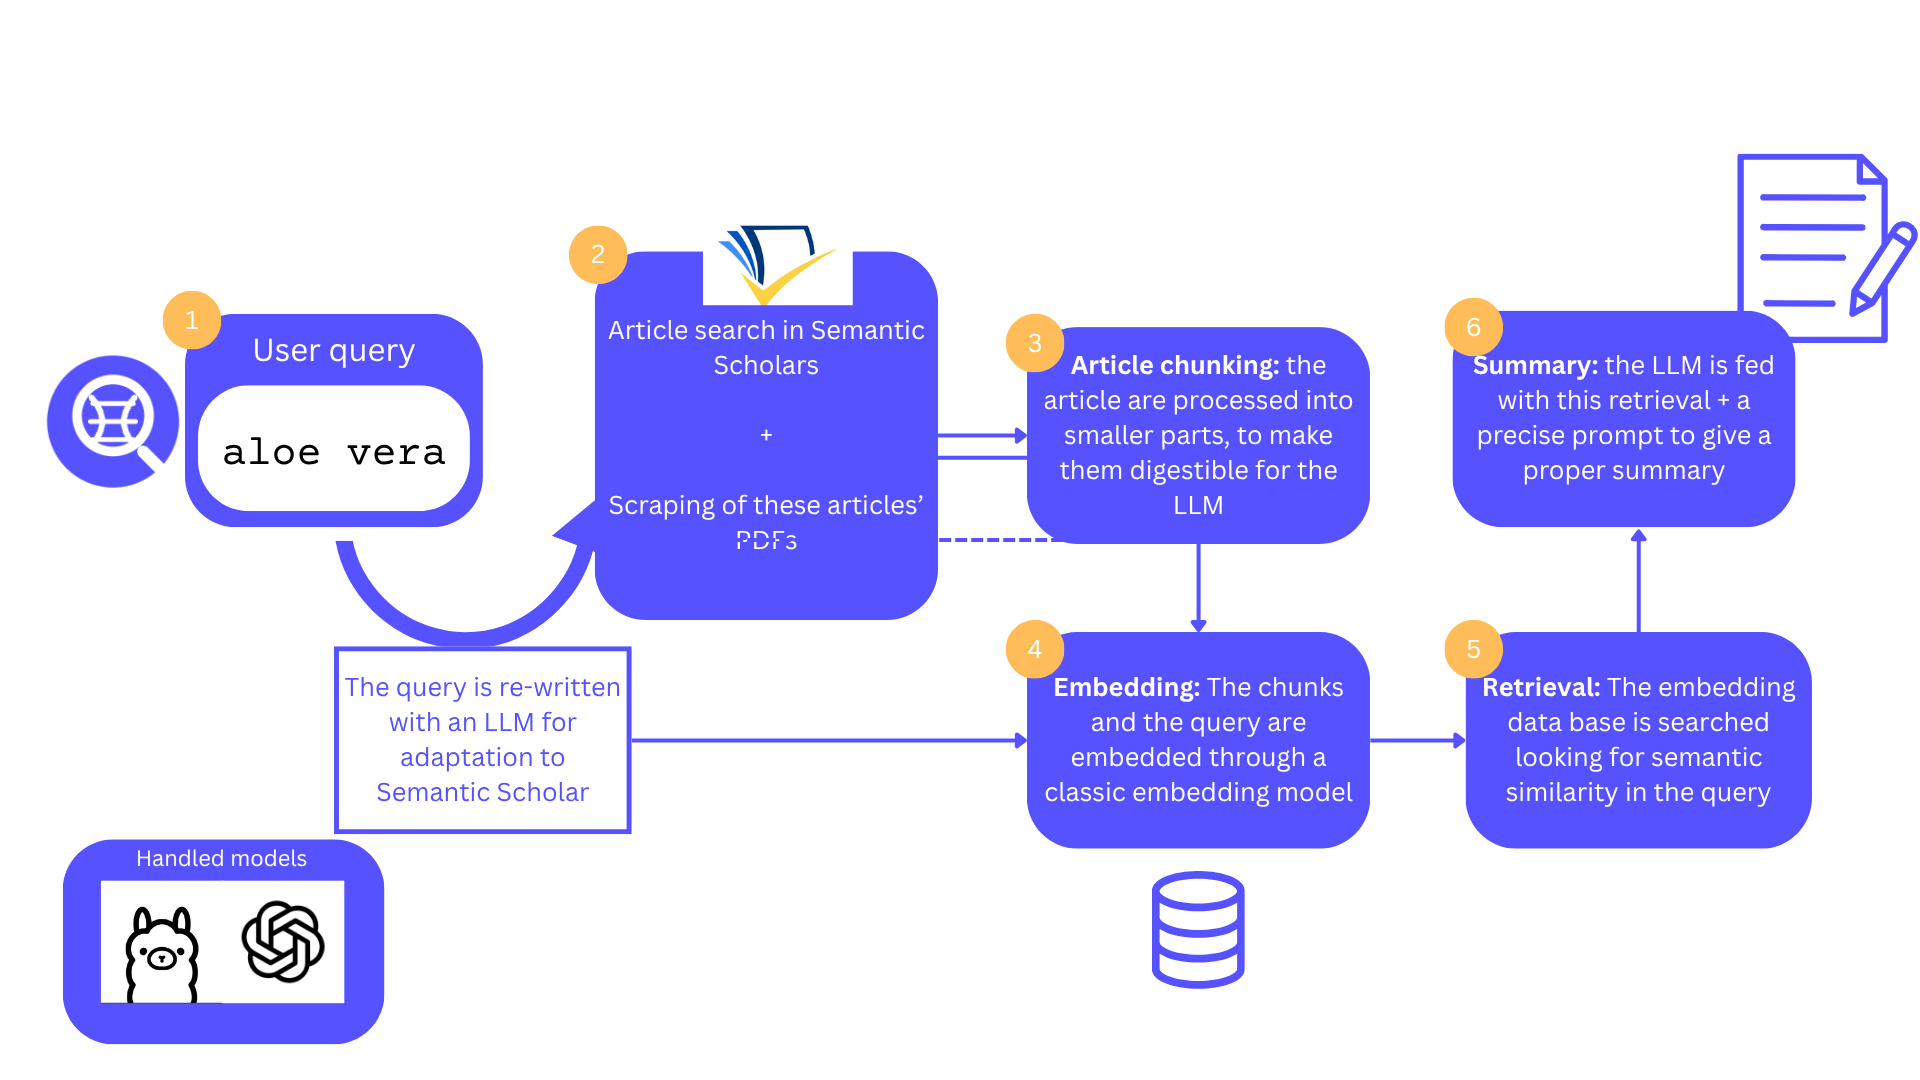 1
User query
aloe vera
2
Article search in Semantic
Scholars
+
Scraping of these articles’
PDFs
The query is re-written
with an LLM for
adaptation to
Semantic Scholar
Handled models
3
Article chunking: the
article are processed into
smaller parts, to make
them digestible for the
LLM
4
Embedding: The chunks
and the query are
embedded through a
classic embedding model
5
Retrieval: The embedding
data base is searched
looking for semantic
similarity in the query
6
Summary: the LLM is fed
with this retrieval + a
precise prompt to give a
proper summary